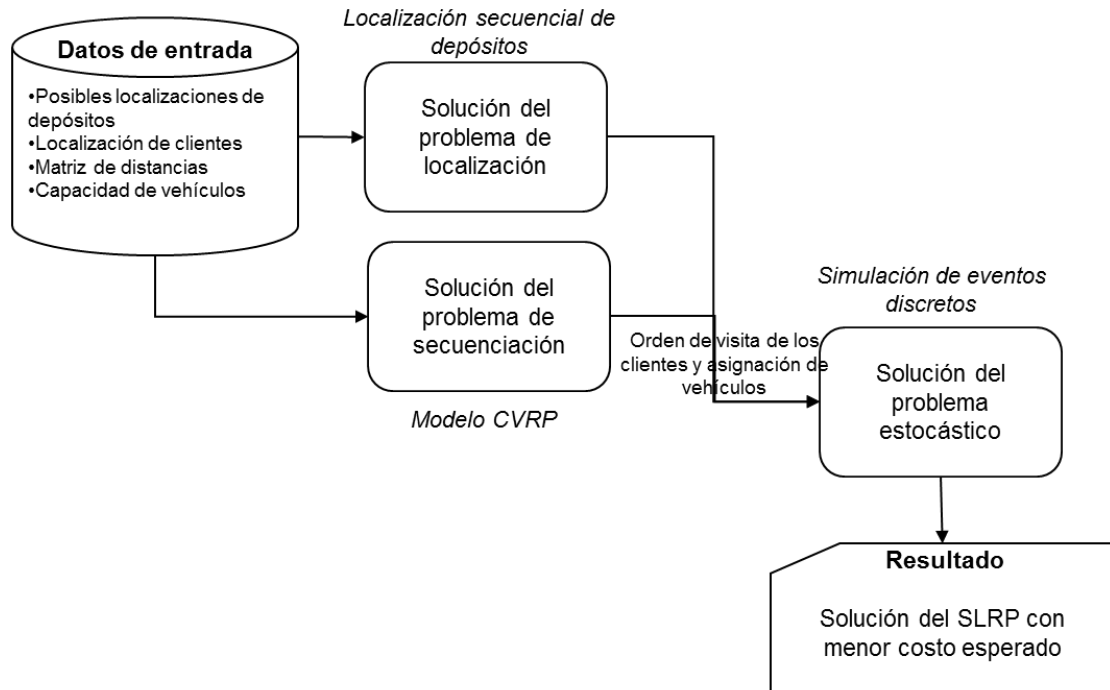 Datos de entrada
•Posibles localizaciones de
depósitos
•Localización de clientes
•Matriz de distancias
•Capacidad de vehículos
Localización secuencial de
depósitos
Solución del
problema de
localización
Solución del
problema de
secuenciación
Modelo CVRP
Orden de visita de los
clientes y asignación de
vehículos
Simulación de eventos
discretos
Solución del
problema
estocástico
Resultado
Solución del SLRP con
menor costo esperado